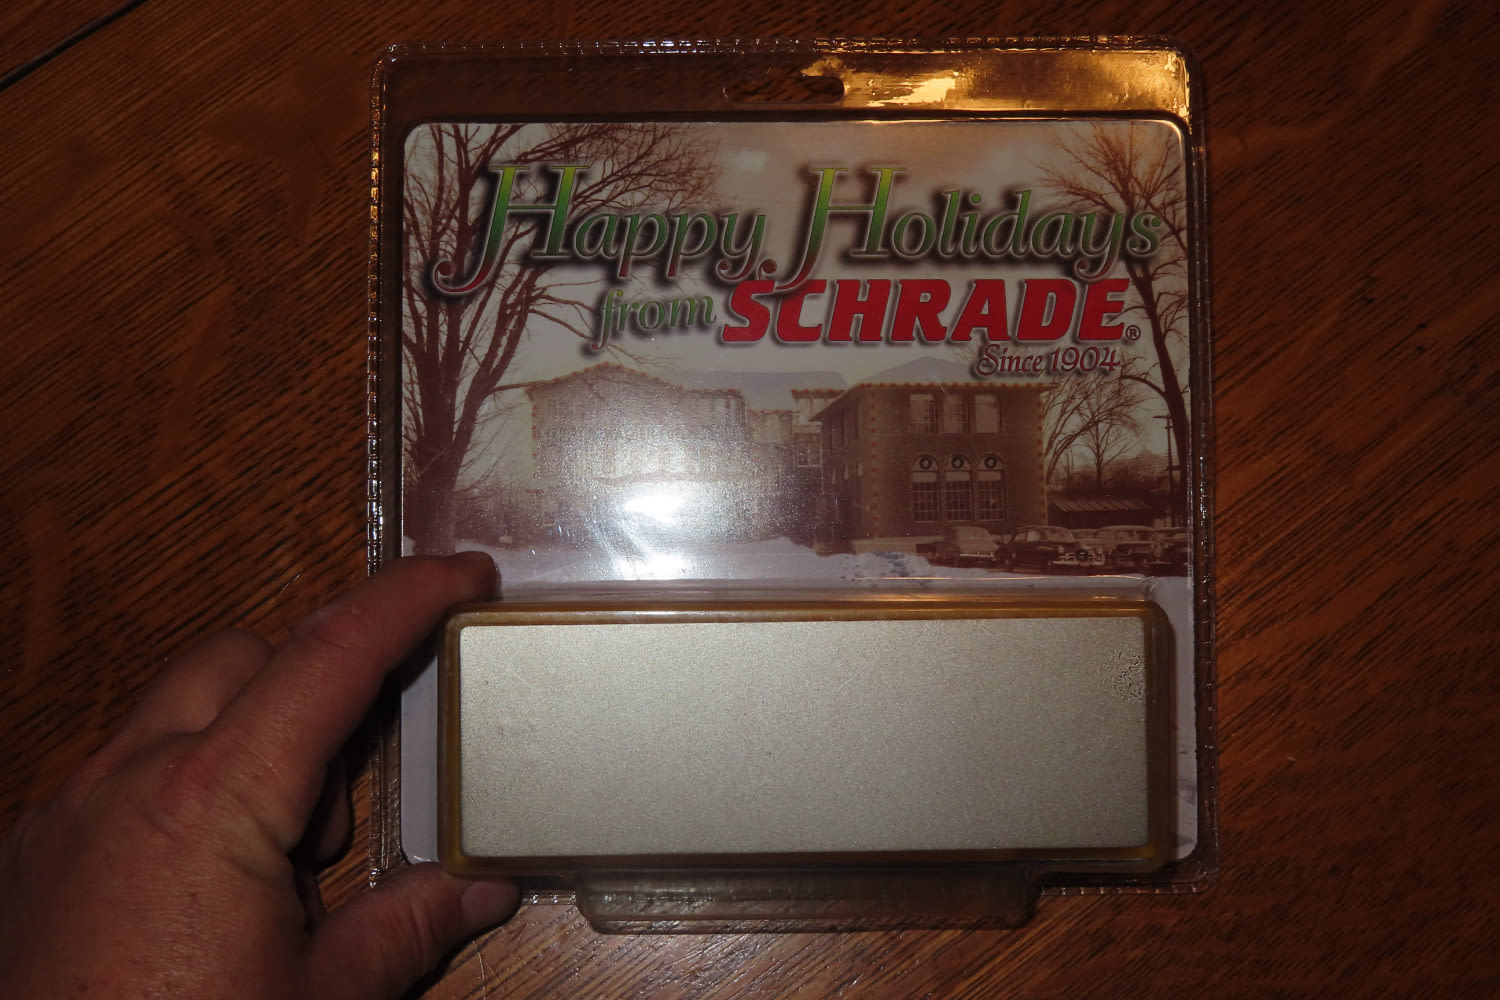 Happy Holidays
from SCHRADE®
Since 1904